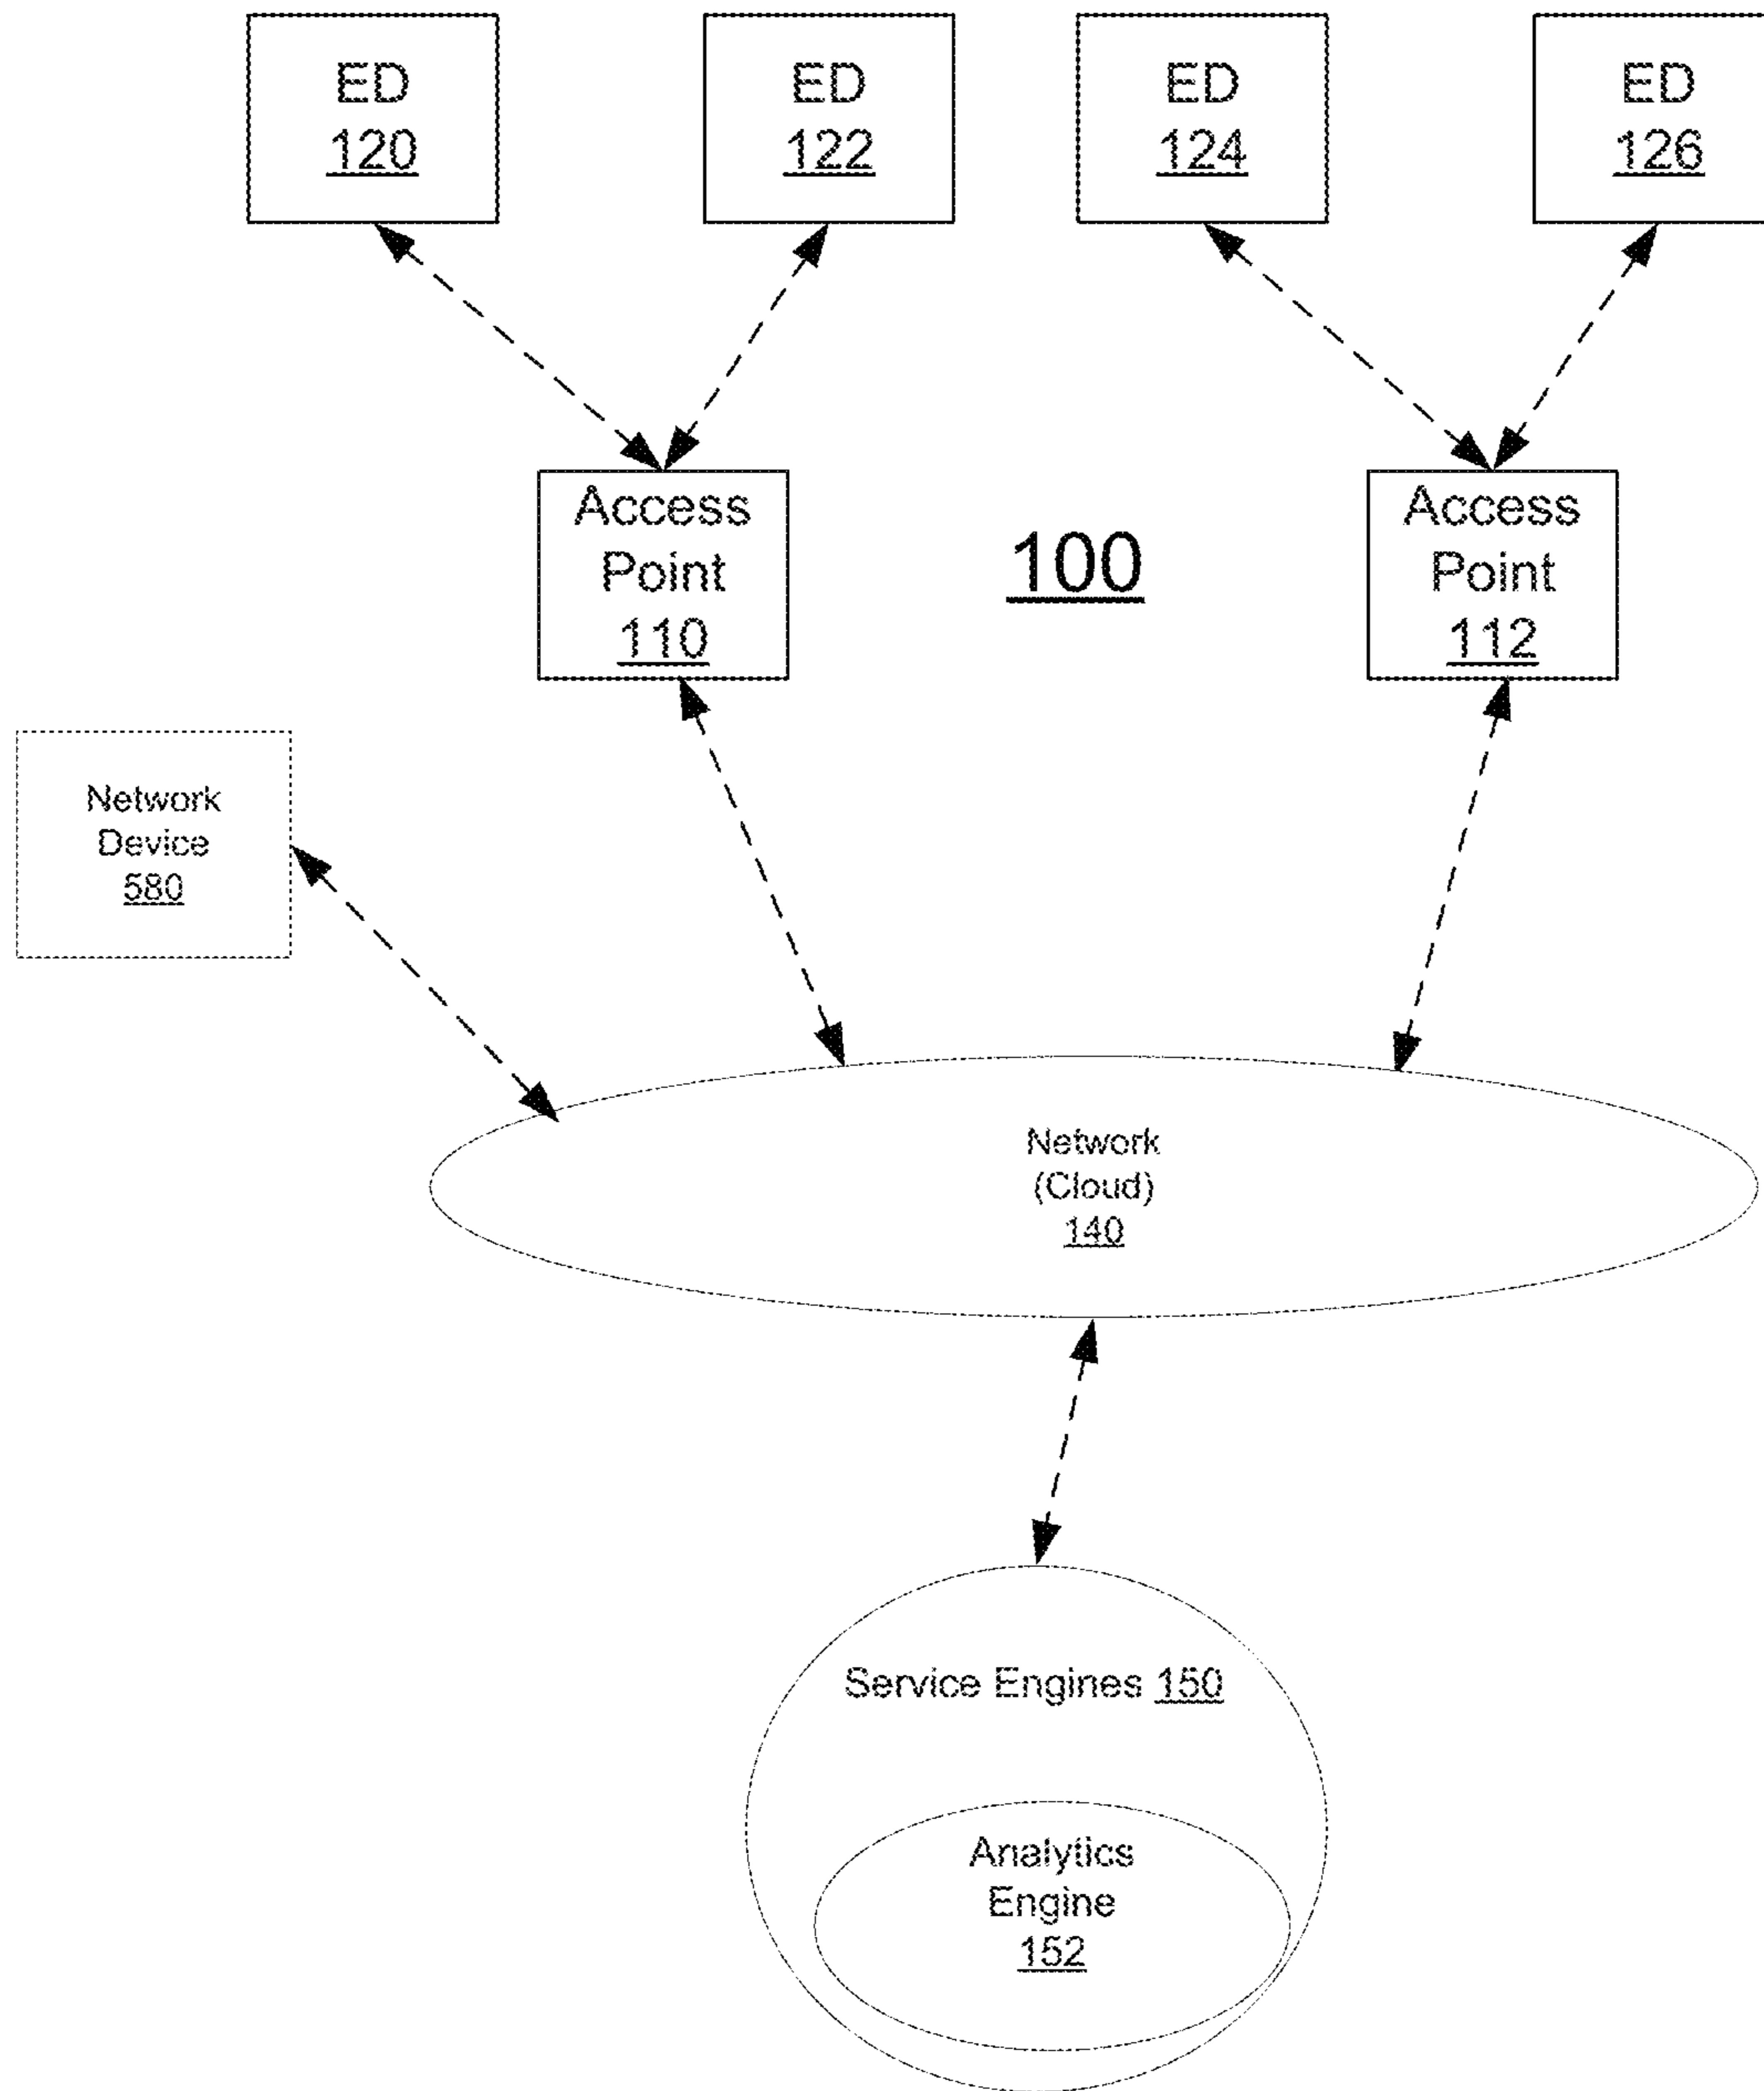 ED
120
ED
122
ED
124
ED
126
Access
Point
110
100
Access
Point
112
Network
Device
580
Network
(Cloud)
140
Service Engines 150
Analytics
Engine
152